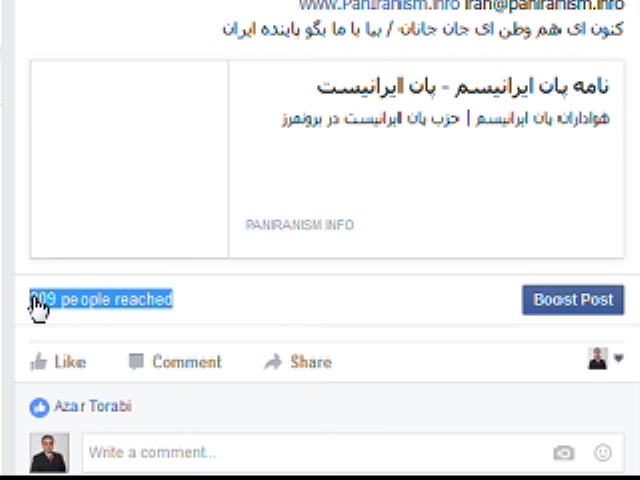 www.Paniranism.info iran@paniranism.info
کنون ای هم وطن ای جان جانان / بیا با ما بگو پاینده ایران
نامه پان ایرانیسم - پان ایرانیست
هواداران پان ایرانیسم | حزب پان ایرانیست در برونمرز
PANIRANISM.INFO
people reached
Boost Post
Like Comment Share
Azar Torabi
Write a comment...